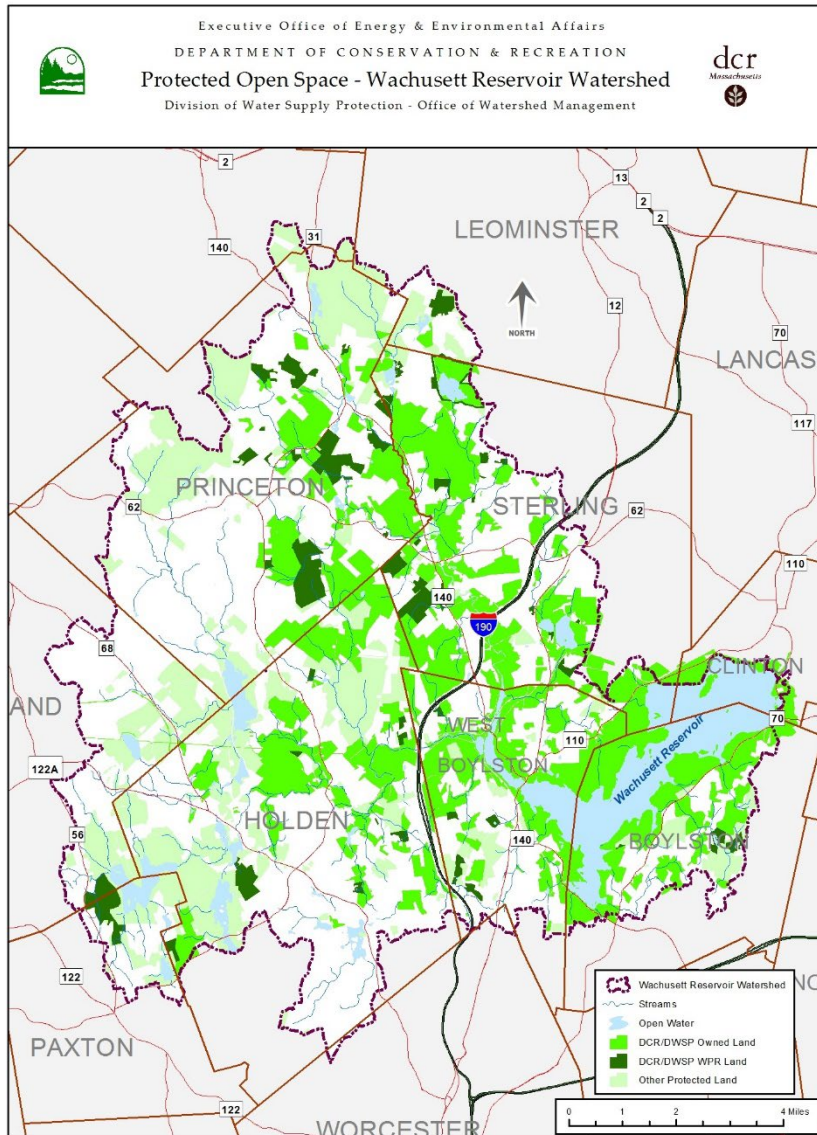 Executive Office of Energy & Environmental Affairs
DEPARTMENT OF CONSERVATION & RECREATION
Protected Open Space - Wachusett Reservoir Watershed
Division of Water Supply Protection - Office of Watershed Management
dcr
Massachusetts
2
13
2
2
31
140
LEOMINSTER
12
NORTH
70
LANCAS
117
PRINCETON
STERLING
62
62
110
140
190
68
CLINTON
AND
WEST
70
110
BOYLSTON
Wachusett Reservoir
122A
HOLDEN
56
140
BOYLSTON
122
PAXTON
122
WORCESTER
NO
Wachusett Reservoir Watershed
Streams
Open Water
DCR/DWSP Owned Land
DCR/DWSP WPR Land
Other Protected Land
0 1 2 4 Miles